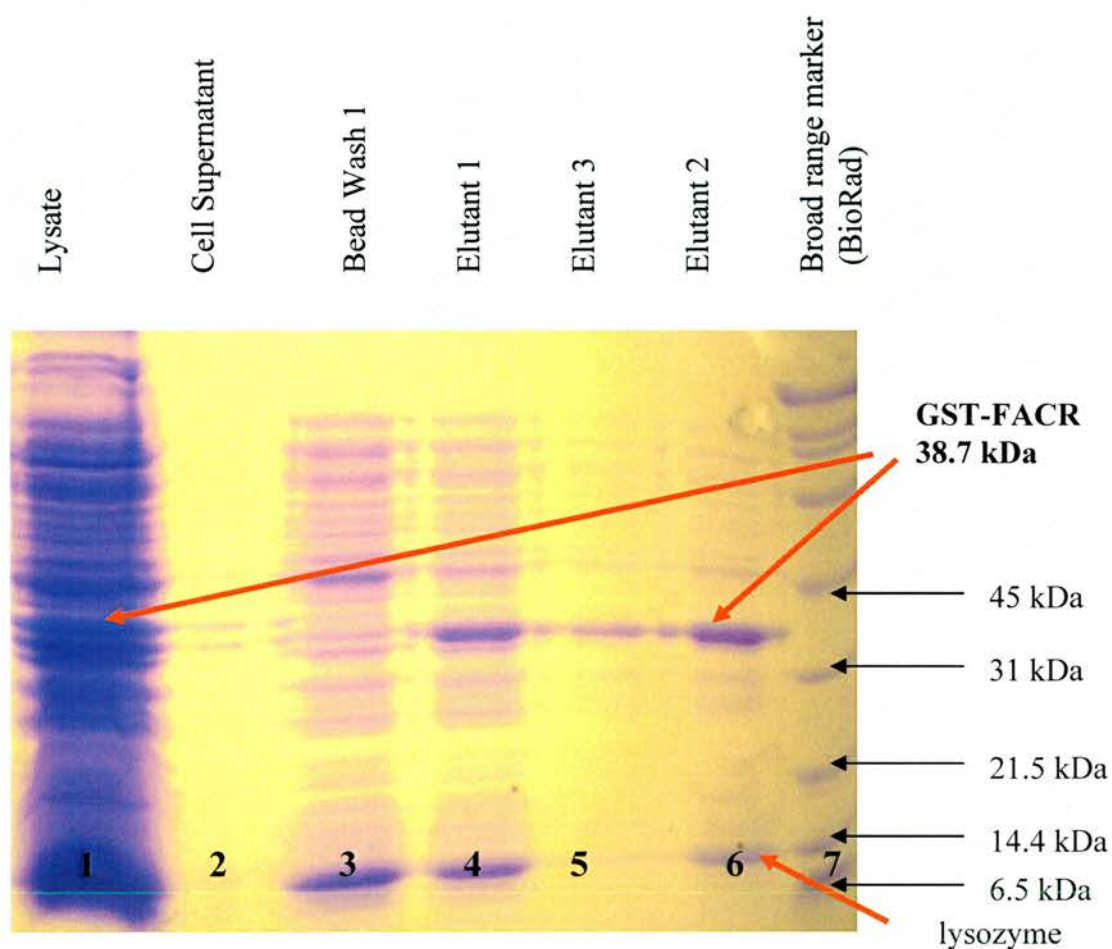 Lysate
Cell Supernatant
Bead Wash 1
Elutant 1
Elutant 3
Elutant 2
Broad range marker
(BioRad)
GST-FACR
38.7 kDa
45 kDa
31 kDa
21.5 kDa
14.4 kDa
6.5 kDa
1 2 3 4 5 6 7
lysozyme